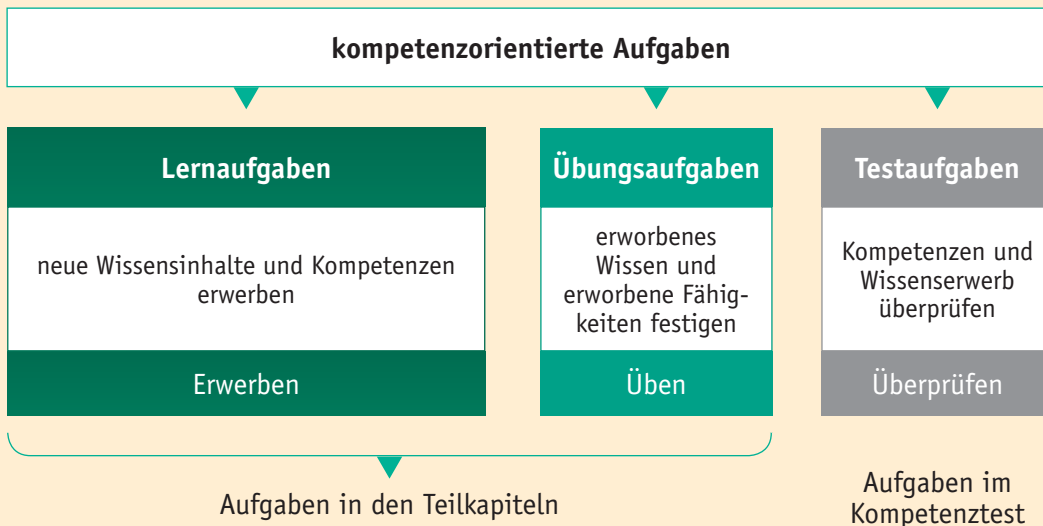 kompetenzorientierte Aufgaben
Lernaufgaben
neue Wissensinhalte und Kompetenzen
erwerben
Erwerben
Übungsaufgaben
erworbenes
Wissen und
erworbene Fähig-
keiten festigen
Üben
Testaufgaben
Kompetenzen und
Wissenserwerb
überprüfen
Überprüfen
Aufgaben in den Teilkapiteln
Aufgaben im
Kompetenztest